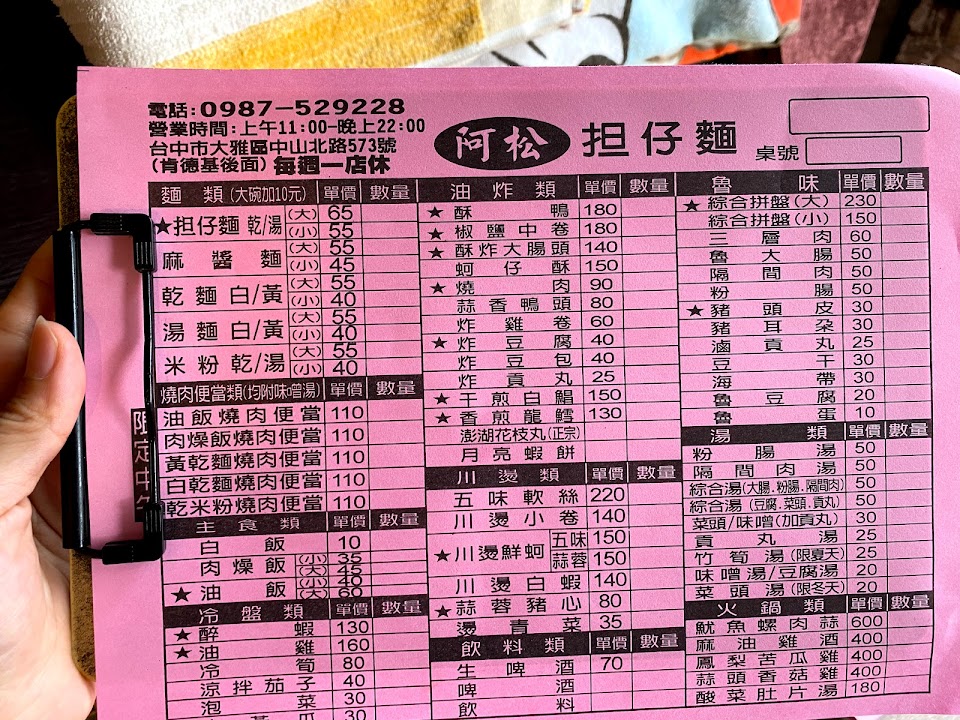 電話:0987-529228
營業時間:上午11:00-晚上22:00
台中市大雅區中山北路573號
(肯德基後面) 每週一店休
阿松 担仔麵
桌號
麵 類 (大碗加10元) 單價 數量
★担仔麵 乾/湯 (大) 65
(小) 55
麻醬麵 (大) 55
(小) 45
乾麵 白/黃 (大) 55
(小) 40
湯麵 白/黃 (大) 55
(小) 40
米粉 乾/湯 (大) 55
(小) 40
燒肉便當類(均附味噌湯) 單價 數量
油飯燒肉便當 110
肉燥飯燒肉便當 110
黃乾麵燒肉便當 110
白乾麵燒肉便當 110
乾米粉燒肉便當 110
限定中午
主食類 單價 數量
白飯 10
肉燥飯 (小) 35
(大)
★油飯 (小) 40
(大) 60
冷盤類 單價 數量
★醉蝦 130
★油雞 160
冷筍 80
涼拌茄子 40
泡菜 30
瓜 30
油炸類 單價 數量
★酥鴨 180
★椒鹽中卷 180
★酥炸大腸頭 140
蚵仔酥 150
★燒肉 90
蒜香鴨頭 80
炸雞卷 60
★炸豆腐 40
炸豆包 40
炸貢丸 25
★干煎白鯧 150
★香煎龍鱈 130
澎湖花枝丸(正宗)
月亮蝦餅
川燙類 單價 數量
五味軟絲 220
川燙小卷 140
★川燙鮮蚵 五味 150
蒜蓉 150
川燙白蝦 140
★蒜蓉豬心 80
燙青菜 35
飲料類 單價 數量
生啤酒 70
啤酒
飲料
魯味 單價 數量
★綜合拼盤(大) 230
綜合拼盤(小) 150
三層肉 60
魯大腸 50
隔間肉 50
粉腸 50
★豬頭皮 30
豬耳朶 30
滷貢丸 25
豆干 30
海帶 30
魯豆腐 20
魯蛋 10
湯類 單價 數量
粉腸湯 50
隔間肉湯 50
綜合湯(大腸.粉腸.隔間肉) 50
綜合湯(豆腐.菜頭.貢丸) 50
菜頭/味噌(加貢丸) 30
貢丸湯 25
竹筍湯(限夏天) 25
味噌湯/豆腐湯 20
菜頭湯(限冬天) 20
火鍋類 單價 數量
魷魚螺肉蒜 600
麻油雞酒 400
鳳梨苦瓜雞 400
蒜頭香菇雞 400
酸菜肚片湯 180